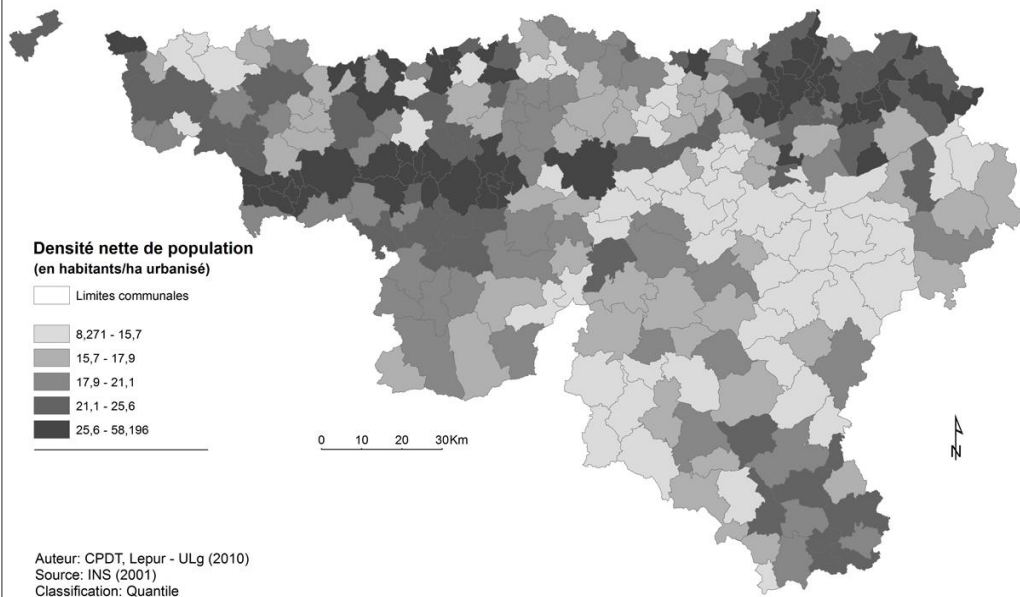 Densité nette de population
(en habitants/ha urbanisé)
Limites communales
8,271 - 15,7
15,7 - 17,9
17,9 - 21,1
21,1 - 25,6
25,6 - 58,196
0 10 20 30Km
N
Auteur: CPDT, Lepur - ULg (2010)
Source: INS (2001)
Classification: Quantile